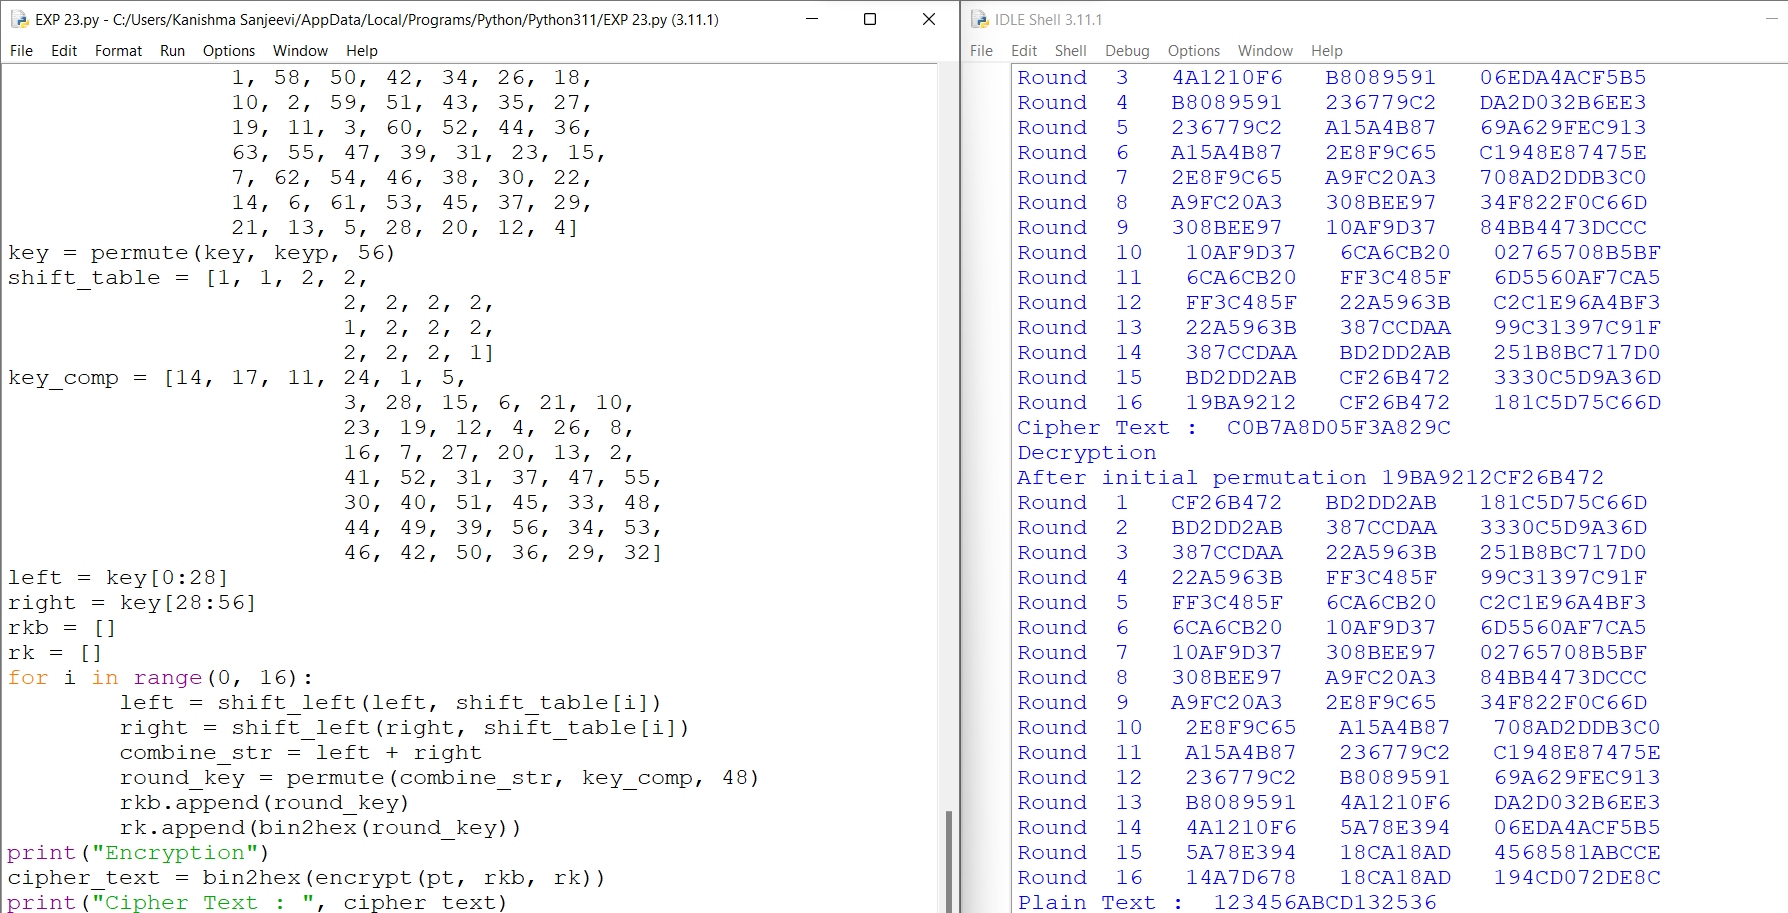 EXP 23.py - C:/Users/Kanishma Sanjeevi/AppData/Local/Programs/Python/Python311/EXP 23.py (3.11.1)
File Edit Format Run Options Window Help
1, 58, 50, 42, 34, 26, 18,
10, 2, 59, 51, 43, 35, 27,
19, 11, 3, 60, 52, 44, 36,
63, 55, 47, 39, 31, 23, 15,
7, 62, 54, 46, 38, 30, 22,
14, 6, 61, 53, 45, 37, 29,
21, 13, 5, 28, 20, 12, 4]
key = permute(key, keyp, 56)
shift_table = [1, 1, 2, 2,
2, 2, 2, 2,
1, 2, 2, 2,
2, 2, 2, 1]
key_comp = [14, 17, 11, 24, 1, 5,
3, 28, 15, 6, 21, 10,
23, 19, 12, 4, 26, 8,
16, 7, 27, 20, 13, 2,
41, 52, 31, 37, 47, 55,
30, 40, 51, 45, 33, 48,
44, 49, 39, 56, 34, 53,
46, 42, 50, 36, 29, 32]
left = key[0:28]
right = key[28:56]
rkb = []
rk = []
for i in range(0, 16):
left = shift_left(left, shift_table[i])
right = shift_left(right, shift_table[i])
combine_str = left + right
round_key = permute(combine_str, key_comp, 48)
rkb.append(round_key)
rk.append(bin2hex(round_key))
print("Encryption")
cipher_text = bin2hex(encrypt(pt, rkb, rk))
print("Cipher Text : ", cipher_text)
IDLE Shell 3.11.1
File Edit Shell Debug Options Window Help
Round 3 4A1210F6 B8089591 06EDA4ACF5B5
Round 4 B8089591 236779C2 DA2D032B6EE3
Round 5 236779C2 A15A4B87 69A629FEC913
Round 6 A15A4B87 2E8F9C65 C1948E87475E
Round 7 2E8F9C65 A9FC20A3 708AD2DDB3C0
Round 8 A9FC20A3 308BEE97 34F822F0C66D
Round 9 308BEE97 10AF9D37 84BB4473DCCC
Round 10 10AF9D37 6CA6CB20 02765708B5BF
Round 11 6CA6CB20 FF3C485F 6D5560AF7CA5
Round 12 FF3C485F 22A5963B C2C1E96A4BF3
Round 13 22A5963B 387CCDAA 99C31397C91F
Round 14 387CCDAA BD2DD2AB 251B8BC717D0
Round 15 BD2DD2AB CF26B472 3330C5D9A36D
Round 16 19BA9212 CF26B472 181C5D75C66D
Cipher Text : C0B7A8D05F3A829C
Decryption
After initial permutation 19BA9212CF26B472
Round 1 CF26B472 BD2DD2AB 181C5D75C66D
Round 2 BD2DD2AB 387CCDAA 3330C5D9A36D
Round 3 387CCDAA 22A5963B 251B8BC717D0
Round 4 22A5963B FF3C485F 99C31397C91F
Round 5 FF3C485F 6CA6CB20 C2C1E96A4BF3
Round 6 6CA6CB20 10AF9D37 6D5560AF7CA5
Round 7 10AF9D37 308BEE97 02765708B5BF
Round 8 308BEE97 A9FC20A3 84BB4473DCCC
Round 9 A9FC20A3 2E8F9C65 34F822F0C66D
Round 10 2E8F9C65 A15A4B87 708AD2DDB3C0
Round 11 A15A4B87 236779C2 C1948E87475E
Round 12 236779C2 B8089591 69A629FEC913
Round 13 B8089591 4A1210F6 DA2D032B6EE3
Round 14 4A1210F6 5A78E394 06EDA4ACF5B5
Round 15 5A78E394 18CA18AD 4568581ABCCE
Round 16 14A7D678 18CA18AD 194CD072DE8C
Plain Text : 123456ABCD132536